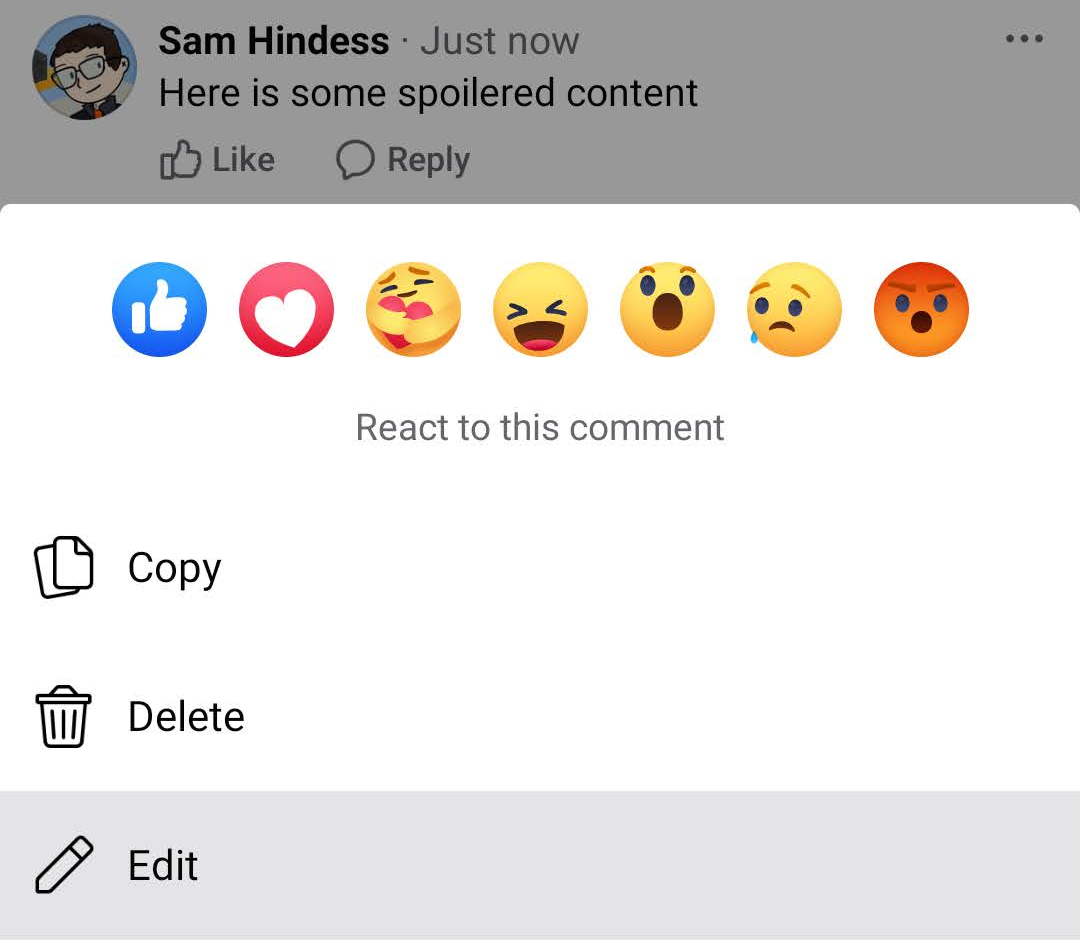 Sam Hindess · Just now
Here is some spoilered content
Like Reply
React to this comment
Copy
Delete
Edit